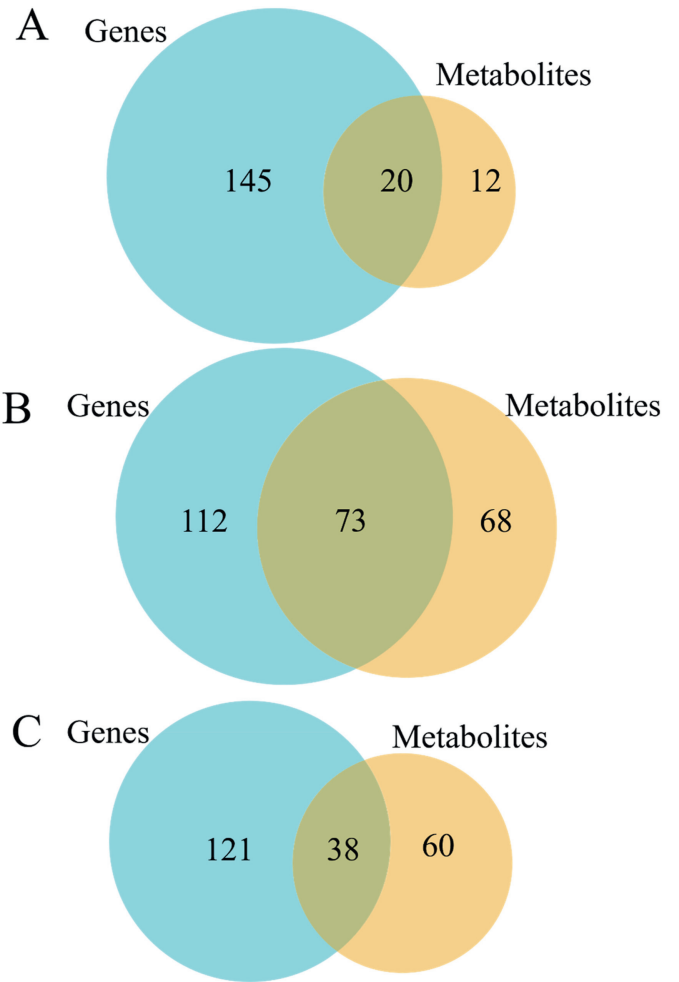 A
Genes
Metabolites
145
20
12
B
Genes
Metabolites
112
73
68
C
Genes
Metabolites
121
38
60